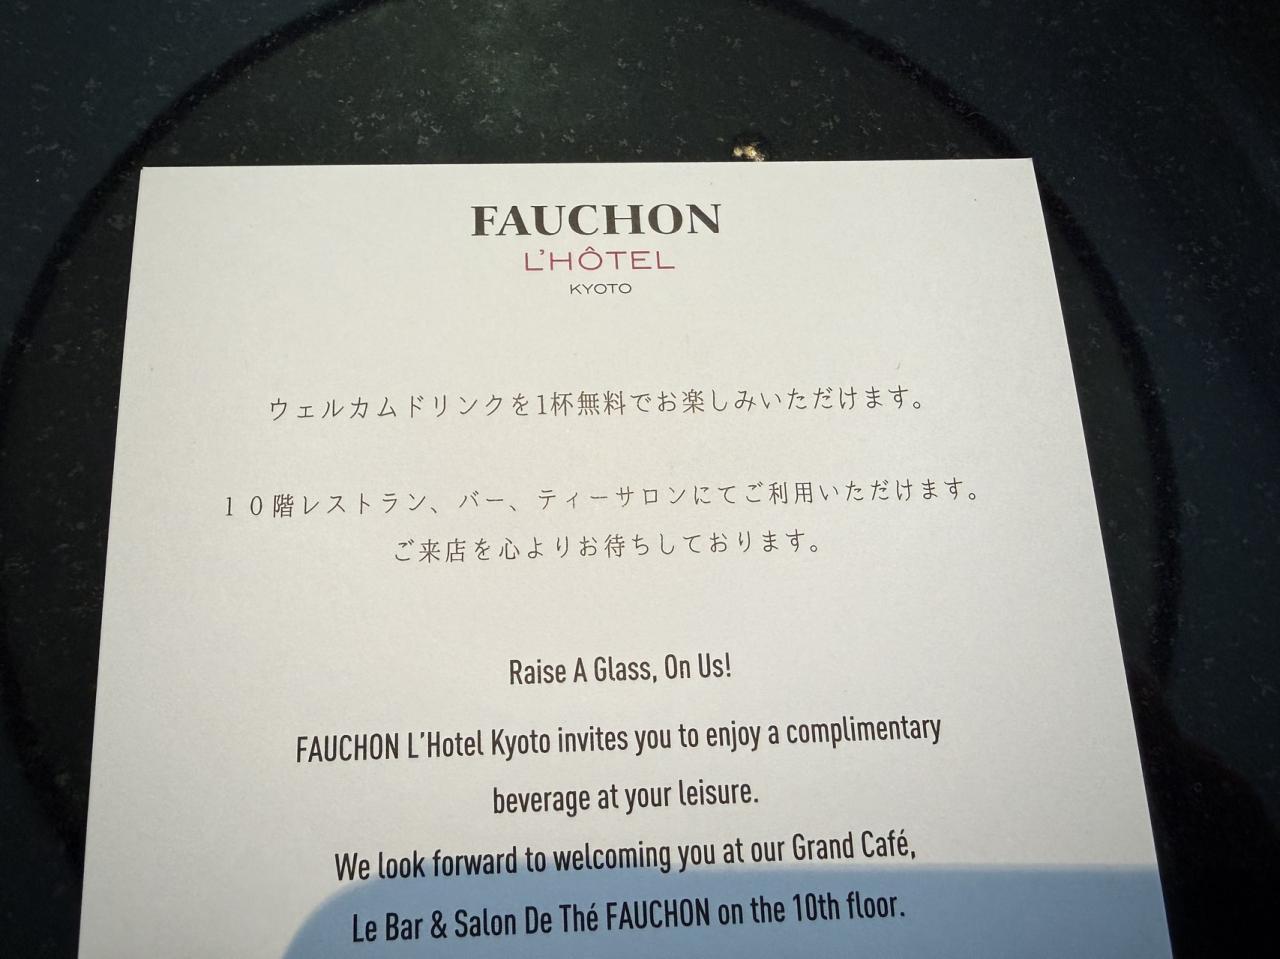 FAUCHON
L'HÔTEL
KYOTO
ウェルカムドリンクを1杯無料でお楽しみいただけます。
１０階レストラン、バー、ティーサロンにてご利用いただけます。
ご来店を心よりお待ちしております。
Raise A Glass, On Us!
FAUCHON L'Hotel Kyoto invites you to enjoy a complimentary
beverage at your leisure.
We look forward to welcoming you at our Grand Café,
Le Bar & Salon De Thé FAUCHON on the 10th floor.